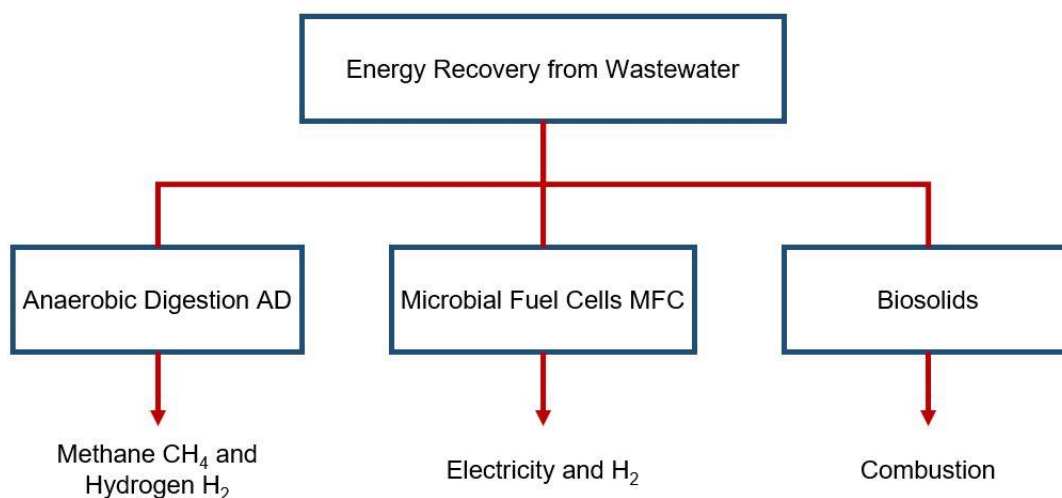 Energy Recovery from Wastewater
Anaerobic Digestion AD
Microbial Fuel Cells MFC
Biosolids
Methane CH₄ and
Hydrogen H₂
Electricity and H₂
Combustion